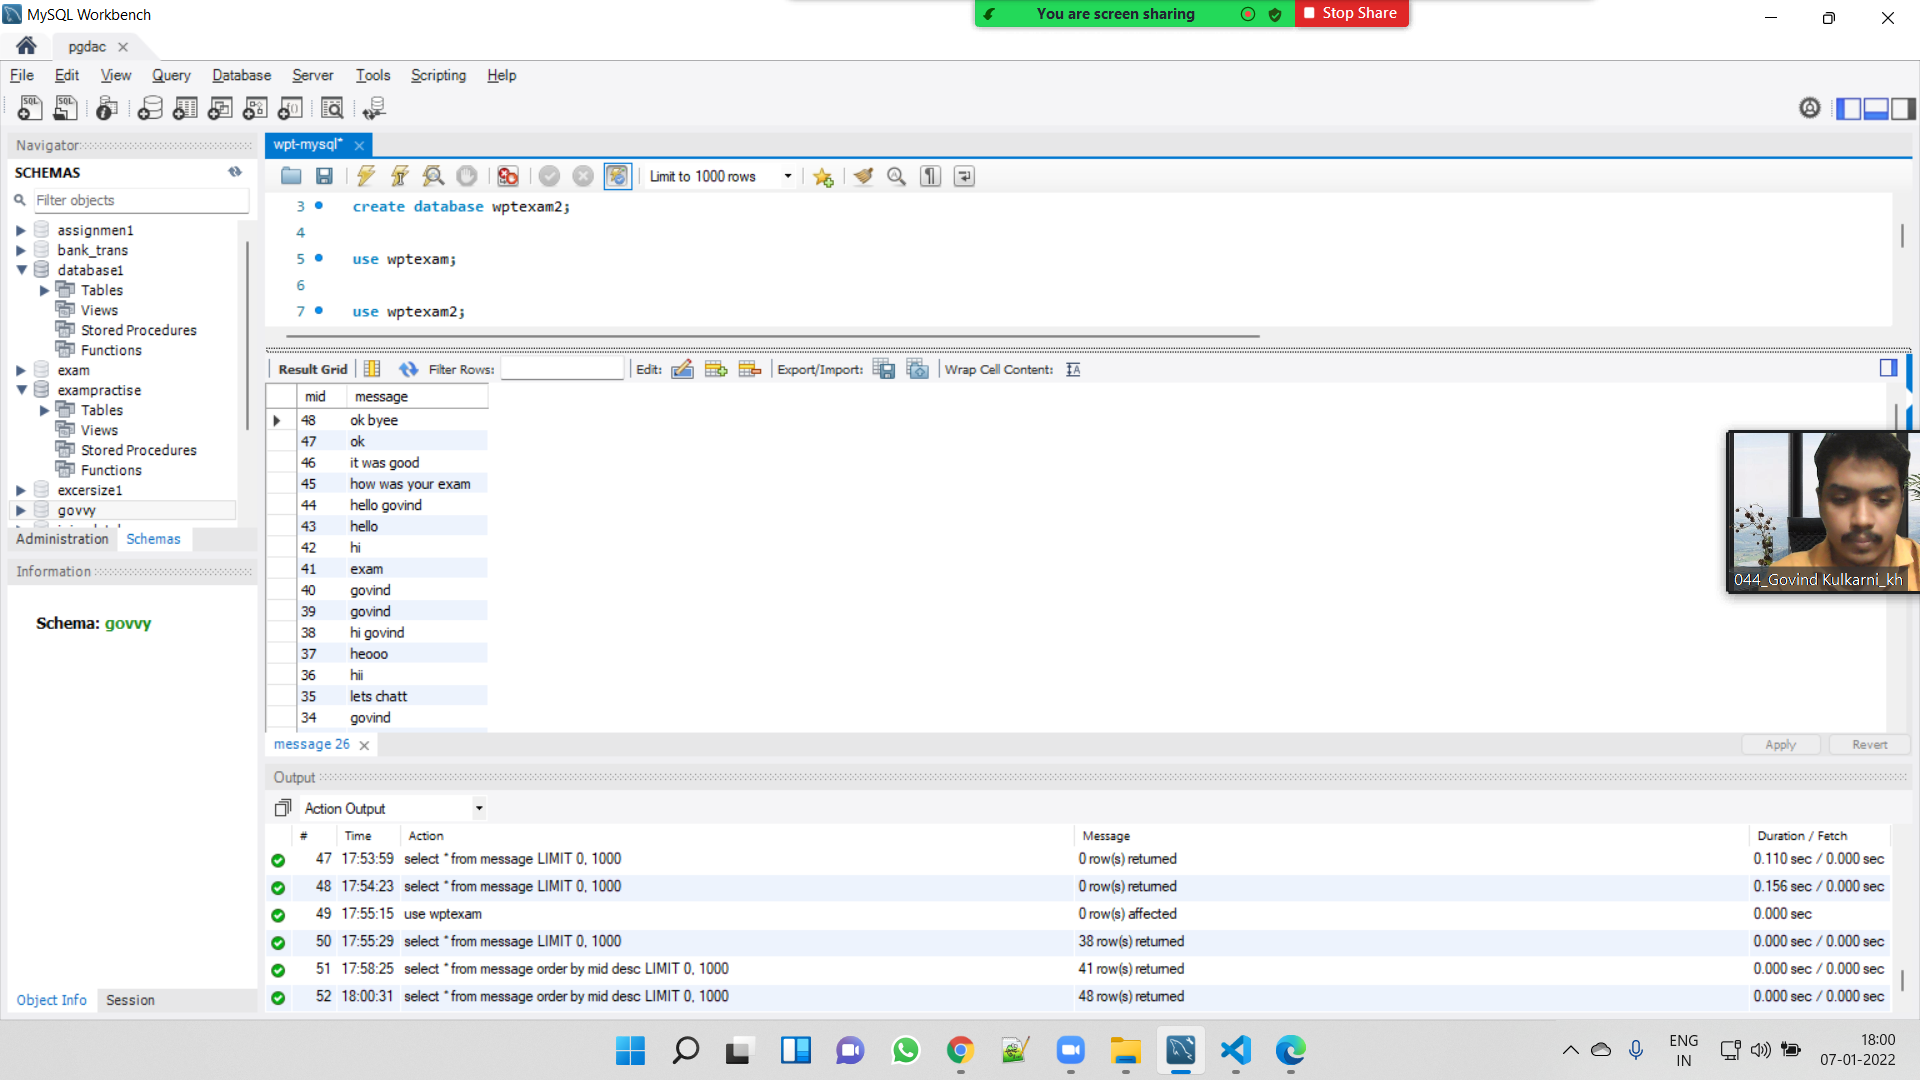 MySQL Workbench
You are screen sharing
Stop Share
pgdac
File Edit View Query Database Server Tools Scripting Help
Navigator
SCHEMAS
Filter objects
assignmen1
bank_trans
database1
Tables
Views
Stored Procedures
Functions
exam
exampractise
Tables
Views
Stored Procedures
Functions
excersize1
govvy
Administration Schemas
Information
Schema: govvy
Object Info Session
wpt-mysql*
Limit to 1000 rows
3 create database wptexam2;
4
5 use wptexam;
6
7 use wptexam2;
Result Grid Filter Rows: Edit: Export/Import: Wrap Cell Content:
mid message
48 ok byee
47 ok
46 it was good
45 how was your exam
44 hello govind
43 hello
42 hi
41 exam
40 govind
39 govind
38 hi govind
37 heooo
36 hii
35 lets chatt
34 govind
044_Govind Kulkarni_kh
message 26
Apply Revert
Output
Action Output
# Time Action Message Duration / Fetch
47 17:53:59 select * from message LIMIT 0, 1000 0 row(s) returned 0.110 sec / 0.000 sec
48 17:54:23 select * from message LIMIT 0, 1000 0 row(s) returned 0.156 sec / 0.000 sec
49 17:55:15 use wptexam 0 row(s) affected 0.000 sec
50 17:55:29 select * from message LIMIT 0, 1000 38 row(s) returned 0.000 sec / 0.000 sec
51 17:58:25 select * from message order by mid desc LIMIT 0, 1000 41 row(s) returned 0.000 sec / 0.000 sec
52 18:00:31 select * from message order by mid desc LIMIT 0, 1000 48 row(s) returned 0.000 sec / 0.000 sec
ENG
IN
18:00
07-01-2022